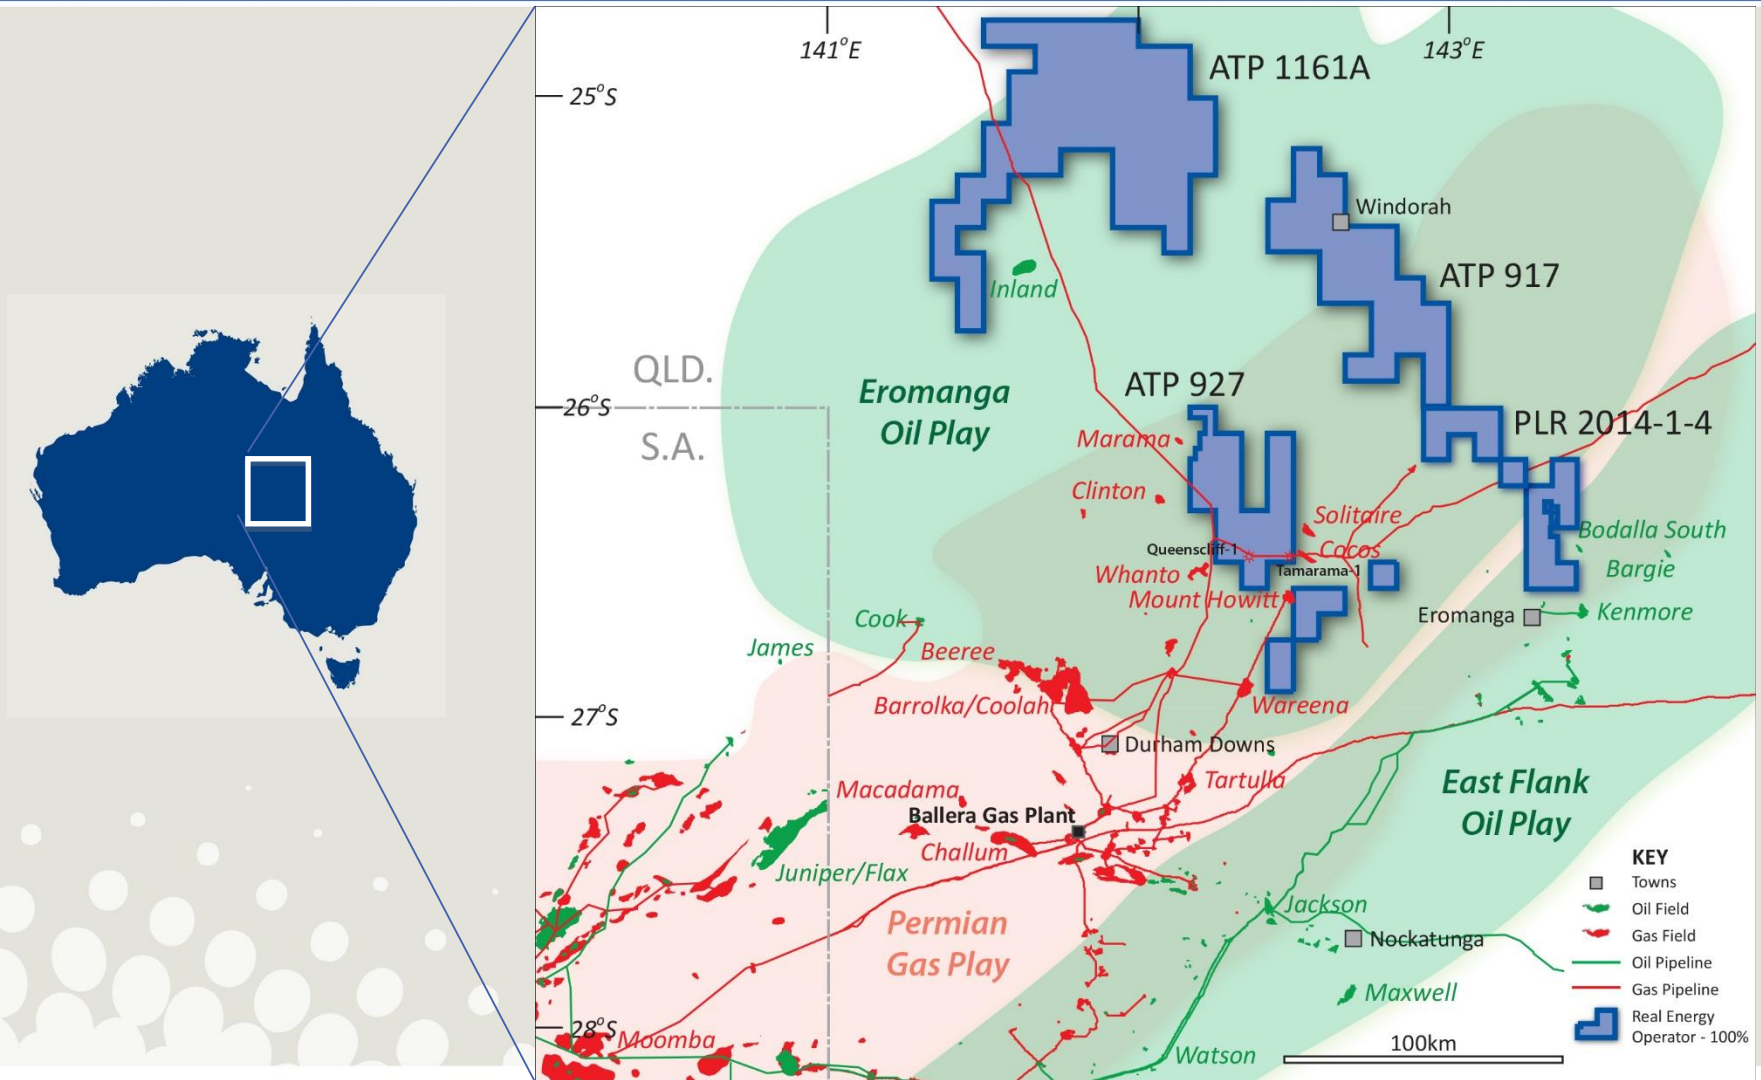 141°E
143°E
ATP 1161A
25°S
Windorah
ATP 917
Inland
QLD.
ATP 927
Eromanga
Oil Play
26°S
PLR 2014-1-4
Marama
S.A.
Clinton
Solitaire
Bodalla South
Queenscliff-1
Cocos
Whanto
Tamarama-1
Bargie
Mount Howitt
Cook
Eromanga
Kenmore
James
Beeree
Barrolka/Coolah
Wareena
27°S
Durham Downs
Macadama
Tartulla
East Flank
Oil Play
Ballera Gas Plant
Challum
Juniper/Flax
KEY
Towns
Oil Field
Gas Field
Oil Pipeline
Gas Pipeline
Real Energy
Operator - 100%
Jackson
Permian
Gas Play
Nockatunga
Maxwell
28°S
Moomba
Watson
100km